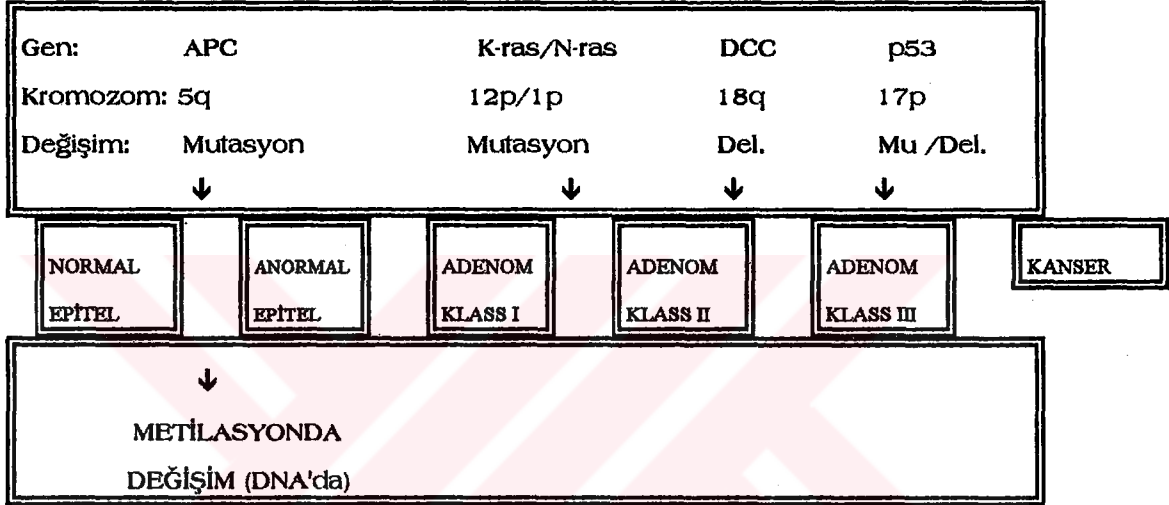 Gen: APC K-ras/N-ras DCC p53
Kromozom: 5q 12p/1p 18q 17p
Değişim: Mutasyon Mutasyon Del. Mu /Del.
NORMAL ANORMAL ADENOM ADENOM ADENOM KANSER
EPİTEL EPİTEL KLASS I KLASS II KLASS III
METİLASYONDA
DEĞİŞİM (DNA'da)